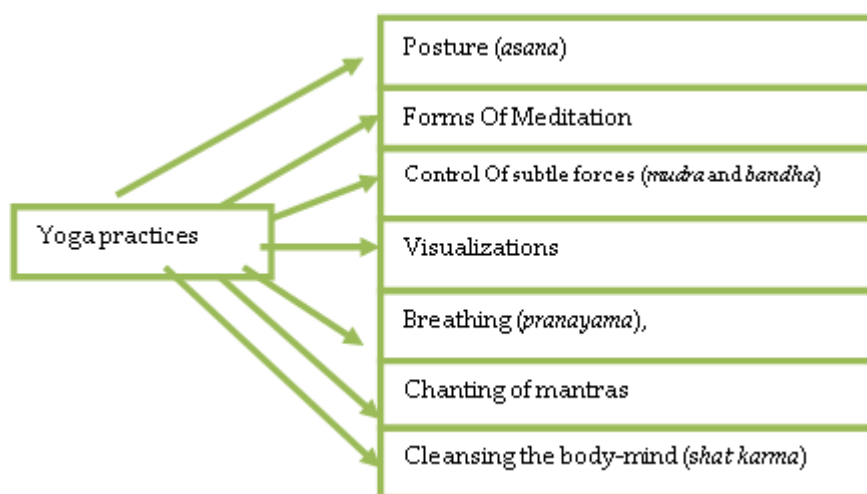 Posture (asana)
Forms Of Meditation
Control Of subtle forces (mudra and bandha)
Yoga practices
Visualizations
Breathing (pranayama),
Chanting of mantras
Cleansing the body-mind (shat karma)